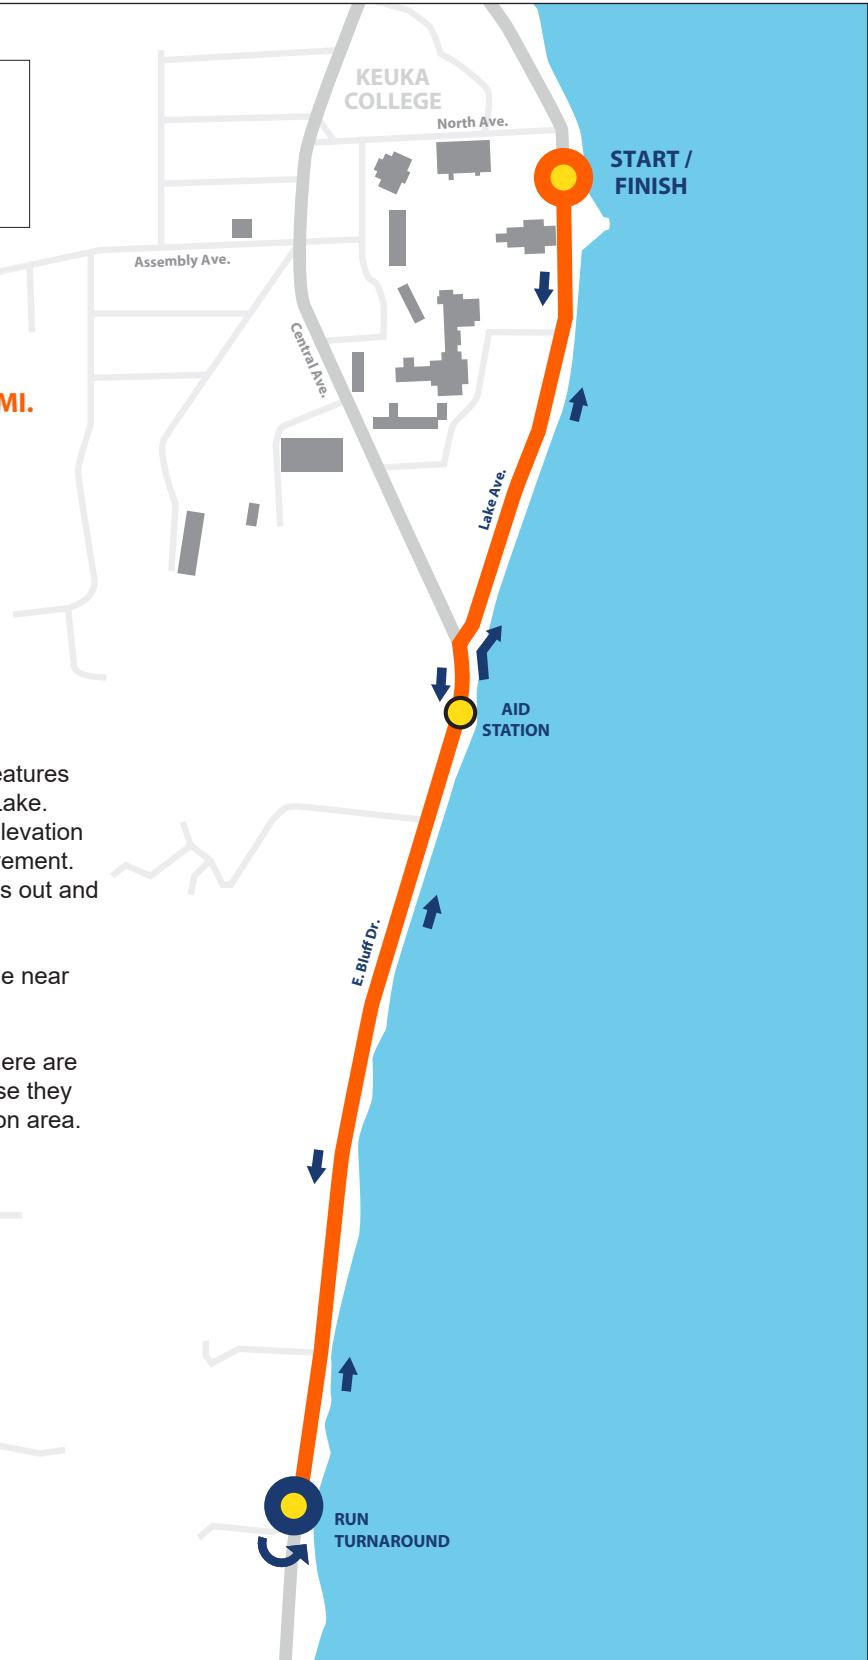 KEUKA
COLLEGE
North Ave.
START /
FINISH
Assembly Ave.
Central Ave.
MI.
Lake Ave.
AID
STATION
eatures
Lake.
levation
vement.
s out and
E. Bluff Dr.
e near
ere are
se they
on area.
RUN
TURNAROUND